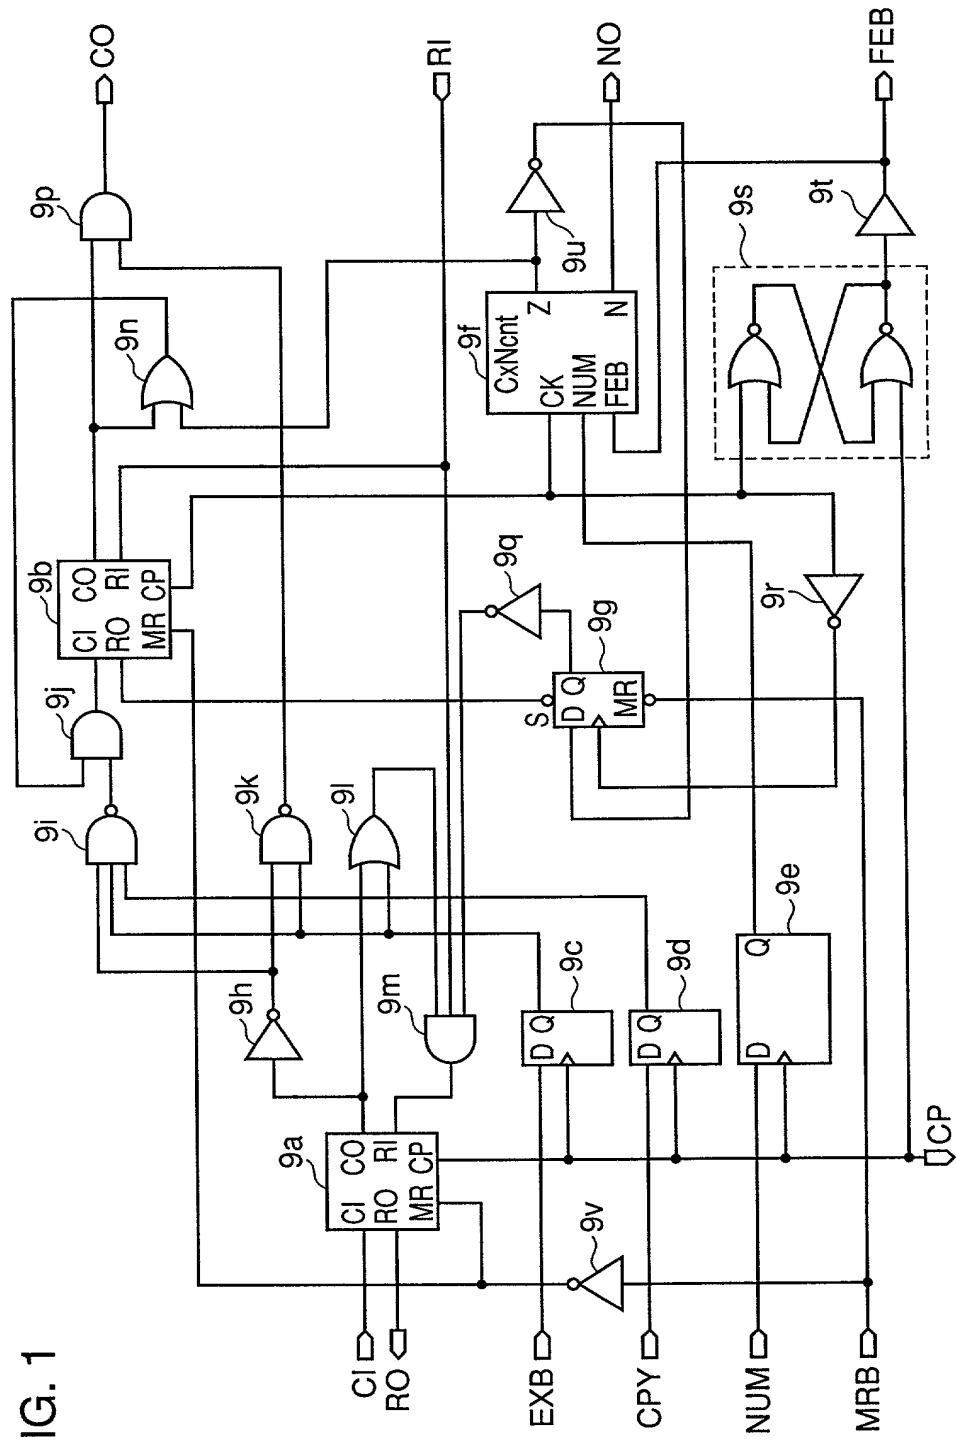 IG. 1
CI
RO
EXB
CPY
NUM
MRB
CP
CO
RI
NO
FEB
9a
CI CO
RO RI
MR CP
9b
CI CO
RO RI
MR CP
9c
D Q
9d
D Q
9e
D Q
9f
CxNcnt
CK Z
NUM
FEB N
9g
S
D Q
MR
9h
9i
9j
9k
9l
9m
9n
9p
9q
9r
9s
9t
9u
9v